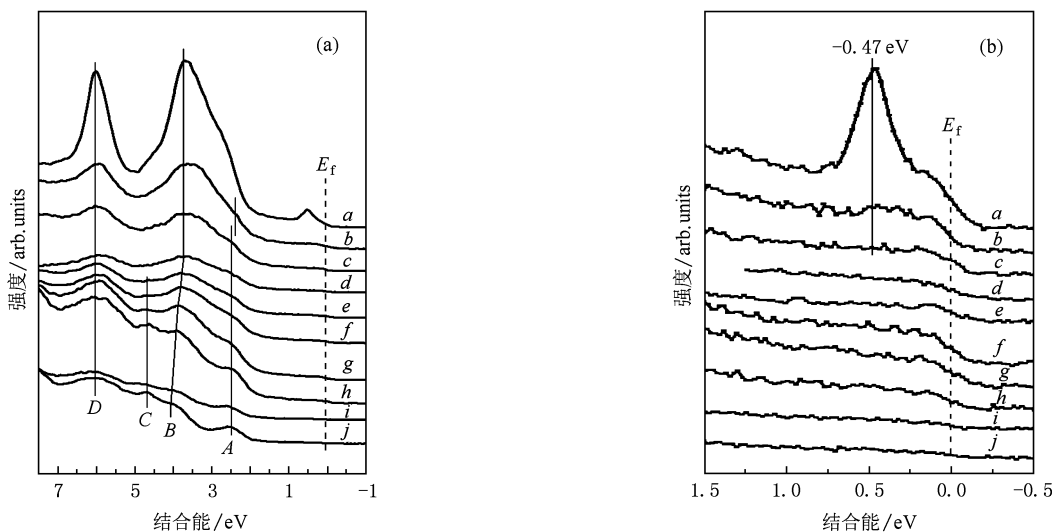 (a)
E_f
a
b
c
d
e
f
g
h
i
j
D
C
B
A
强度/arb.units
7
5
3
1
-1
结合能/eV
(b)
-0.47 eV
E_f
a
b
c
d
e
f
g
h
i
j
强度/arb.units
1.5
1.0
0.5
0.0
-0.5
结合能/eV